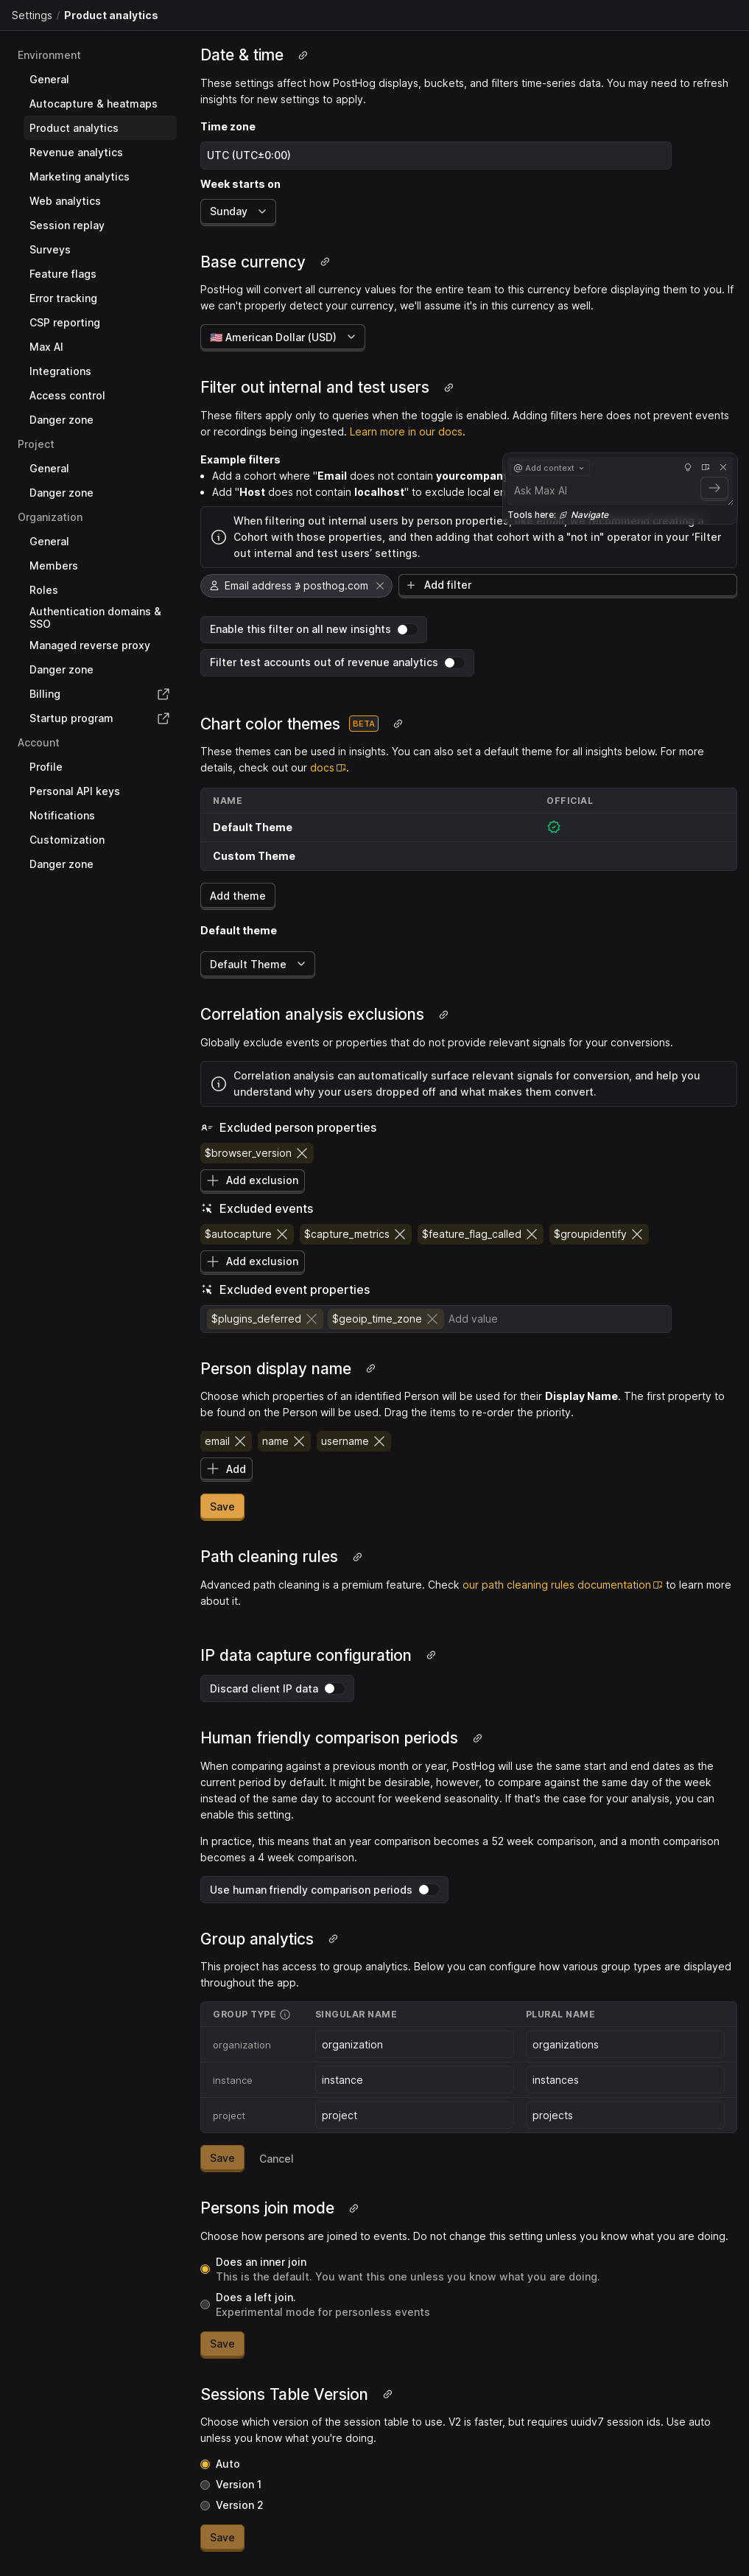 Settings / Product analytics
Environment
General
Autocapture & heatmaps
Product analytics
Revenue analytics
Marketing analytics
Web analytics
Session replay
Surveys
Feature flags
Error tracking
CSP reporting
Max AI
Integrations
Access control
Danger zone
Project
General
Danger zone
Organization
General
Members
Roles
Authentication domains &
SSO
Managed reverse proxy
Danger zone
Billing
Startup program
Account
Profile
Personal API keys
Notifications
Customization
Danger zone
Date & time
These settings affect how PostHog displays, buckets, and filters time-series data. You may need to refresh
insights for new settings to apply.
Time zone
UTC (UTC±0:00)
Week starts on
Sunday
Base currency
PostHog will convert all currency values for the entire team to this currency before displaying them to you. If
we can't properly detect your currency, we'll assume it's in this currency as well.
🇺🇸 American Dollar (USD)
Filter out internal and test users
These filters apply only to queries when the toggle is enabled. Adding filters here does not prevent events
or recordings being ingested. Learn more in our docs.
Example filters
• Add a cohort where "Email does not contain yourcompan
• Add "Host does not contain localhost" to exclude local en
@ Add context
Ask Max AI
Tools here: Navigate
When filtering out internal users by person properties, like email, we recommend creating a
Cohort with those properties, and then adding that cohort with a "not in" operator in your ‘Filter
out internal and test users’ settings.
Email address ∌ posthog.com
Add filter
Enable this filter on all new insights
Filter test accounts out of revenue analytics
Chart color themes BETA
These themes can be used in insights. You can also set a default theme for all insights below. For more
details, check out our docs.
NAME OFFICIAL
Default Theme
Custom Theme
Add theme
Default theme
Default Theme
Correlation analysis exclusions
Globally exclude events or properties that do not provide relevant signals for your conversions.
Correlation analysis can automatically surface relevant signals for conversion, and help you
understand why your users dropped off and what makes them convert.
Excluded person properties
$browser_version
Add exclusion
Excluded events
$autocapture $capture_metrics $feature_flag_called $groupidentify
Add exclusion
Excluded event properties
$plugins_deferred $geoip_time_zone Add value
Person display name
Choose which properties of an identified Person will be used for their Display Name. The first property to
be found on the Person will be used. Drag the items to re-order the priority.
email name username
Add
Save
Path cleaning rules
Advanced path cleaning is a premium feature. Check our path cleaning rules documentation to learn more
about it.
IP data capture configuration
Discard client IP data
Human friendly comparison periods
When comparing against a previous month or year, PostHog will use the same start and end dates as the
current period by default. It might be desirable, however, to compare against the same day of the week
instead of the same day to account for weekend seasonality. If that's the case for your analysis, you can
enable this setting.
In practice, this means that an year comparison becomes a 52 week comparison, and a month comparison
becomes a 4 week comparison.
Use human friendly comparison periods
Group analytics
This project has access to group analytics. Below you can configure how various group types are displayed
throughout the app.
GROUP TYPE SINGULAR NAME PLURAL NAME
organization organization organizations
instance instance instances
project project projects
Save Cancel
Persons join mode
Choose how persons are joined to events. Do not change this setting unless you know what you are doing.
Does an inner join
This is the default. You want this one unless you know what you are doing.
Does a left join.
Experimental mode for personless events
Save
Sessions Table Version
Choose which version of the session table to use. V2 is faster, but requires uuidv7 session ids. Use auto
unless you know what you're doing.
Auto
Version 1
Version 2
Save